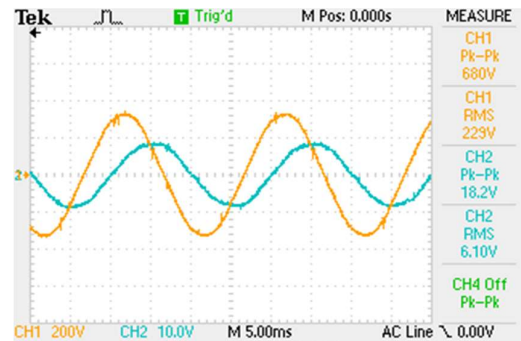 Tek T Trig'd M Pos: 0.000s MEASURE
CH1
Pk-Pk
680V
CH1
RMS
229V
CH2
Pk-Pk
18.2V
CH2
RMS
6.10V
CH4 Off
Pk-Pk
2
CH1 200V CH2 10.0V M 5.00ms AC Line 0.00V